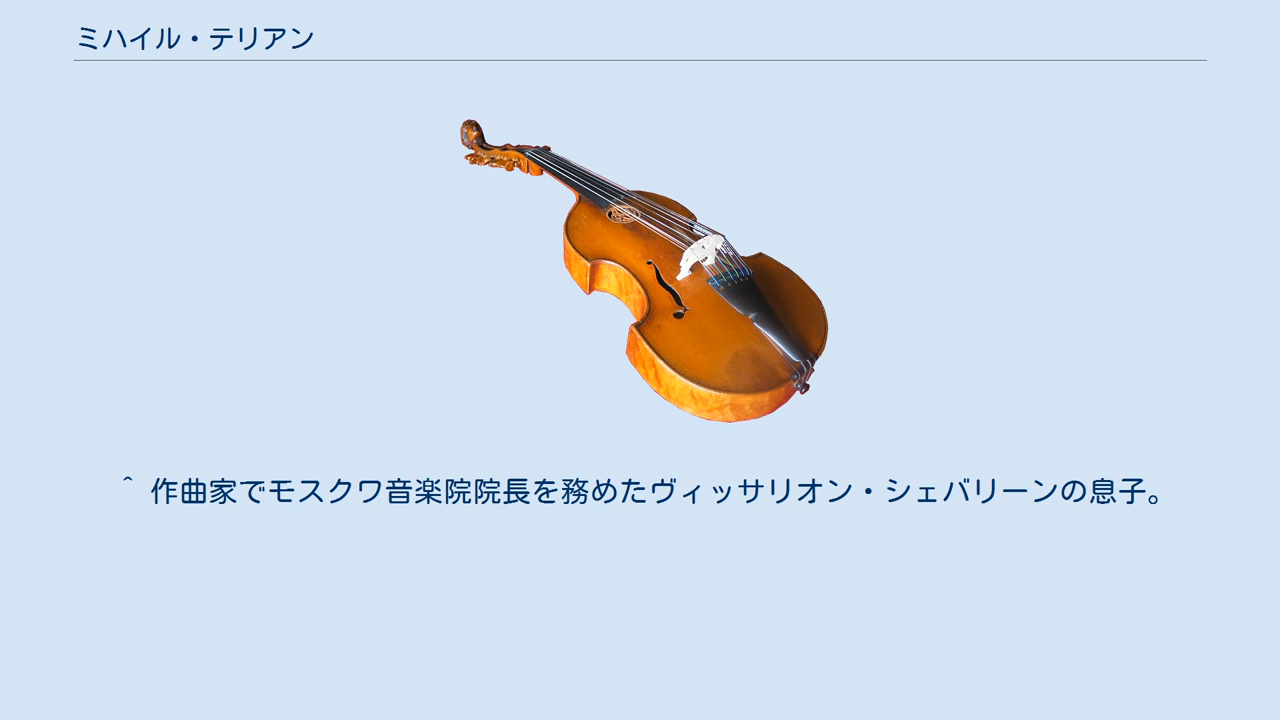 ミハイル・テリアン
^ 作曲家でモスクワ音楽院院長を務めたヴィッサリオン・シェバリーンの息子。